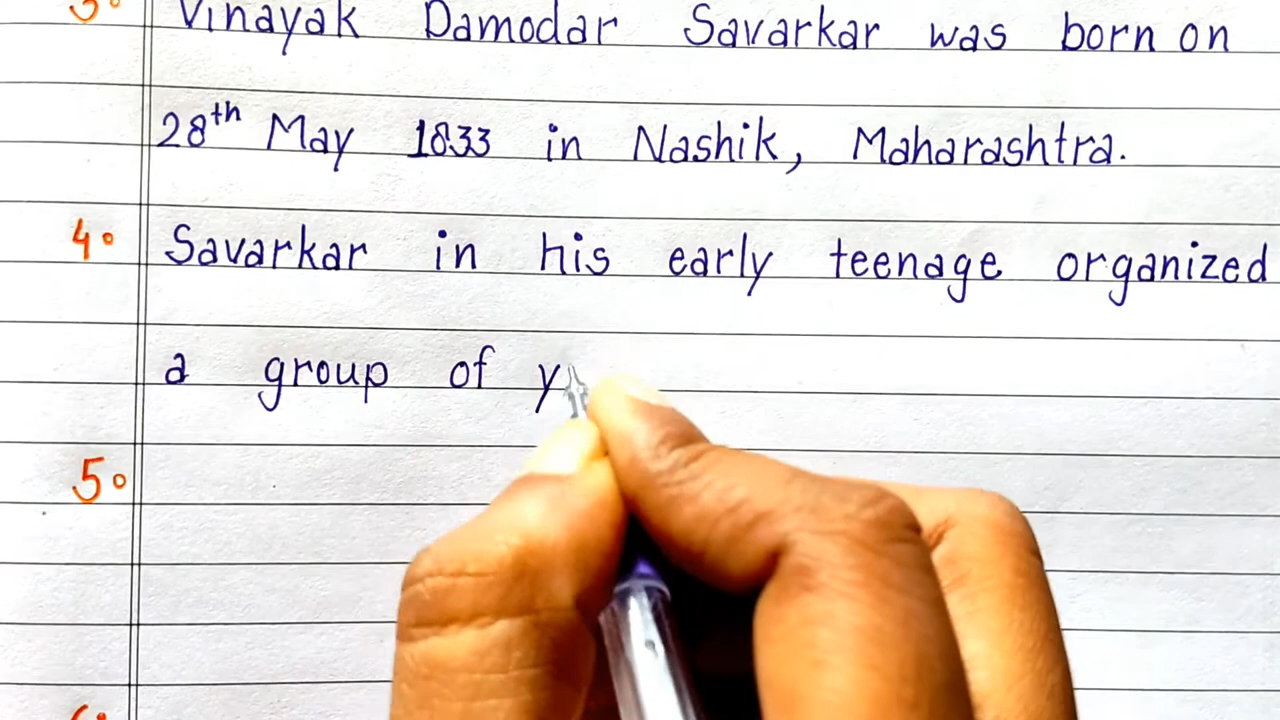 3. Vinayak Damodar Savarkar was born on
28th May 1833 in Nashik, Maharashtra.
4. Savarkar in his early teenage organized
a group of y
5.